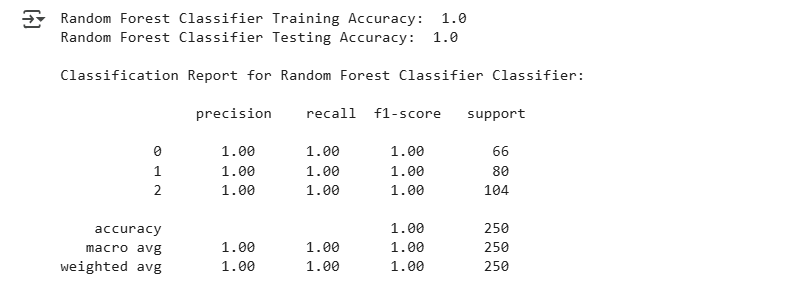 Random Forest Classifier Training Accuracy:  1.0
Random Forest Classifier Testing Accuracy:  1.0
Classification Report for Random Forest Classifier Classifier:
precision    recall  f1-score   support
0       1.00      1.00      1.00        66
1       1.00      1.00      1.00        80
2       1.00      1.00      1.00       104
accuracy                           1.00       250
macro avg       1.00      1.00      1.00       250
weighted avg       1.00      1.00      1.00       250